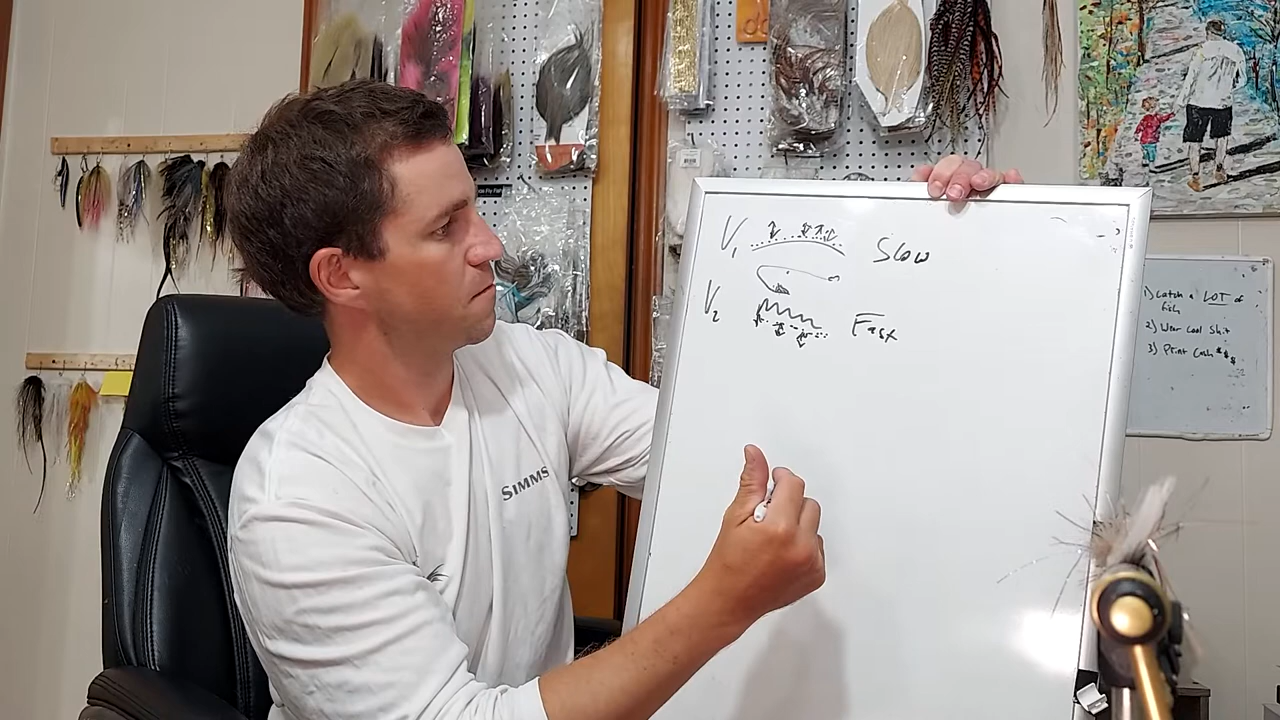 V1 Slow
V2 Fast
SIMMS
1) Catch a LOT of
fish
2) Wear Cool Shit
3) Print Cash $$$